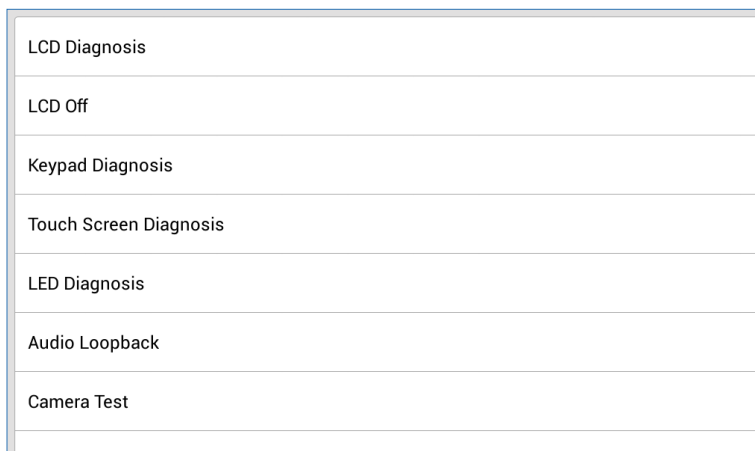 LCD Diagnosis
LCD Off
Keypad Diagnosis
Touch Screen Diagnosis
LED Diagnosis
Audio Loopback
Camera Test